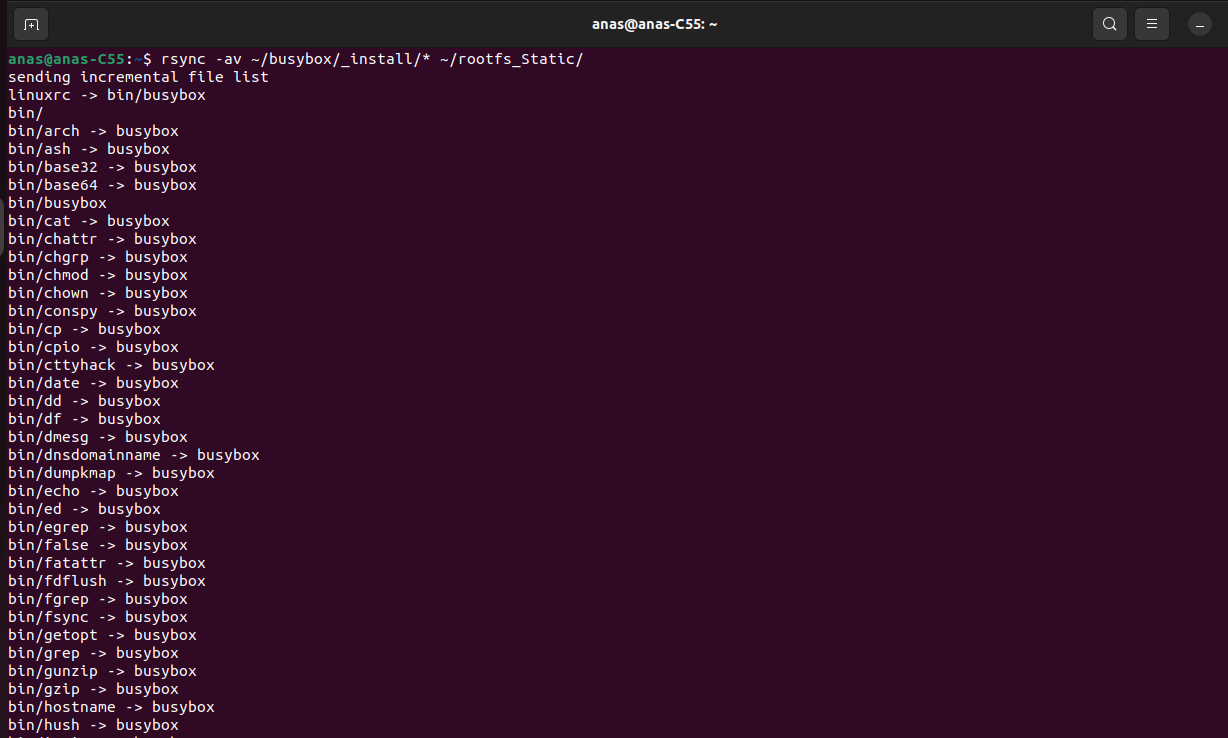 anas@anas-C55: ~
anas@anas-C55:~$ rsync -av ~/busybox/_install/* ~/rootfs_Static/
sending incremental file list
linuxrc -> bin/busybox
bin/
bin/arch -> busybox
bin/ash -> busybox
bin/base32 -> busybox
bin/base64 -> busybox
bin/busybox
bin/cat -> busybox
bin/chattr -> busybox
bin/chgrp -> busybox
bin/chmod -> busybox
bin/chown -> busybox
bin/conspy -> busybox
bin/cp -> busybox
bin/cpio -> busybox
bin/cttyhack -> busybox
bin/date -> busybox
bin/dd -> busybox
bin/df -> busybox
bin/dmesg -> busybox
bin/dnsdomainname -> busybox
bin/dumpkmap -> busybox
bin/echo -> busybox
bin/ed -> busybox
bin/egrep -> busybox
bin/false -> busybox
bin/fatattr -> busybox
bin/fdflush -> busybox
bin/fgrep -> busybox
bin/fsync -> busybox
bin/getopt -> busybox
bin/grep -> busybox
bin/gunzip -> busybox
bin/gzip -> busybox
bin/hostname -> busybox
bin/hush -> busybox